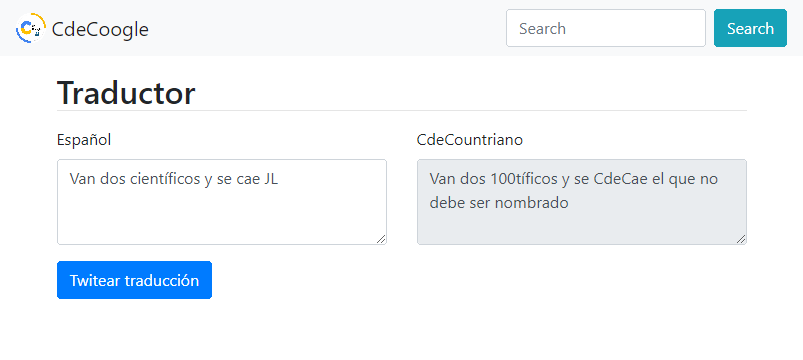 CdeCoogle
Search
Search
Traductor
Español
CdeCountriano
Van dos científicos y se cae JL
Van dos 100tíficos y se CdeCae el que no
debe ser nombrado
Twitear traducción